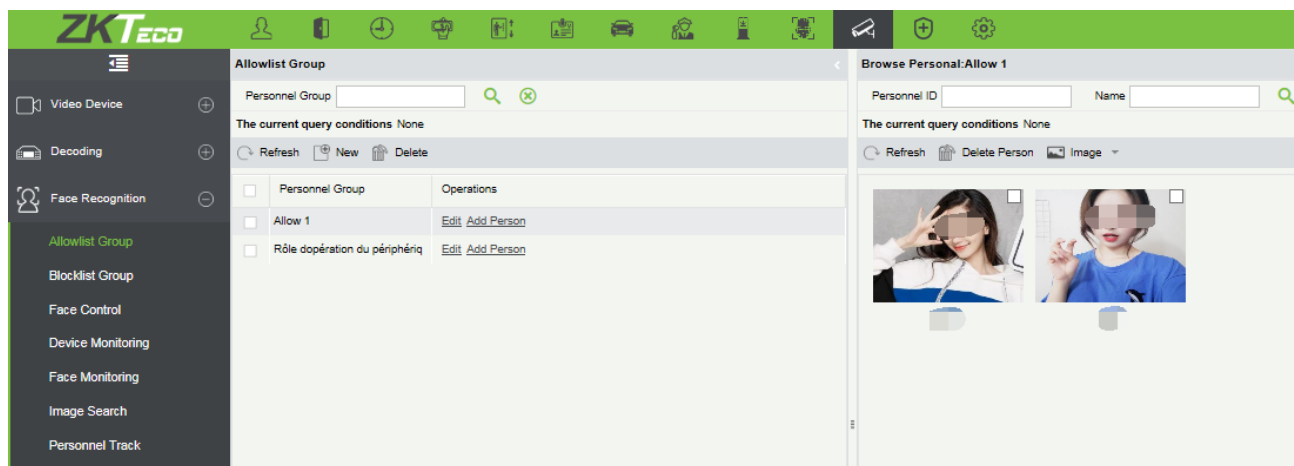 ZKTeco
Allowlist Group
Browse Personal:Allow 1
Video Device
Personnel Group
Personnel ID
Name
The current query conditions None
The current query conditions None
Decoding
Refresh New Delete
Refresh Delete Person Image
Face Recognition
Personnel Group Operations
Allow 1 Edit Add Person
Rôle dopération du périphériq Edit Add Person
Allowlist Group
Blocklist Group
Face Control
Device Monitoring
Face Monitoring
Image Search
Personnel Track